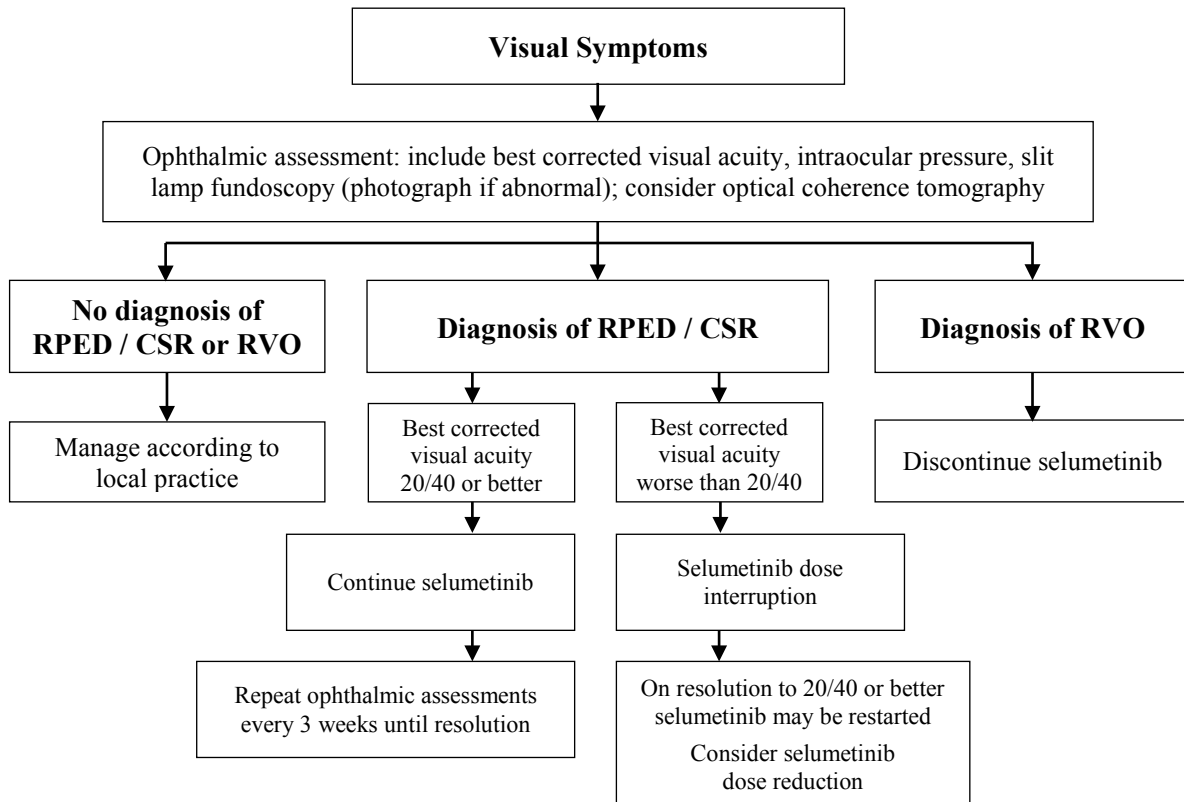 Visual Symptoms
Ophthalmic assessment: include best corrected visual acuity, intraocular pressure, slit
lamp fundoscopy (photograph if abnormal); consider optical coherence tomography
No diagnosis of
RPED / CSR or RVO
Diagnosis of RPED / CSR
Diagnosis of RVO
Manage according to
local practice
Best corrected
visual acuity
20/40 or better
Best corrected
visual acuity
worse than 20/40
Discontinue selumetinib
Continue selumetinib
Selumetinib dose
interruption
Repeat ophthalmic assessments
every 3 weeks until resolution
On resolution to 20/40 or better
selumetinib may be restarted
Consider selumetinib
dose reduction